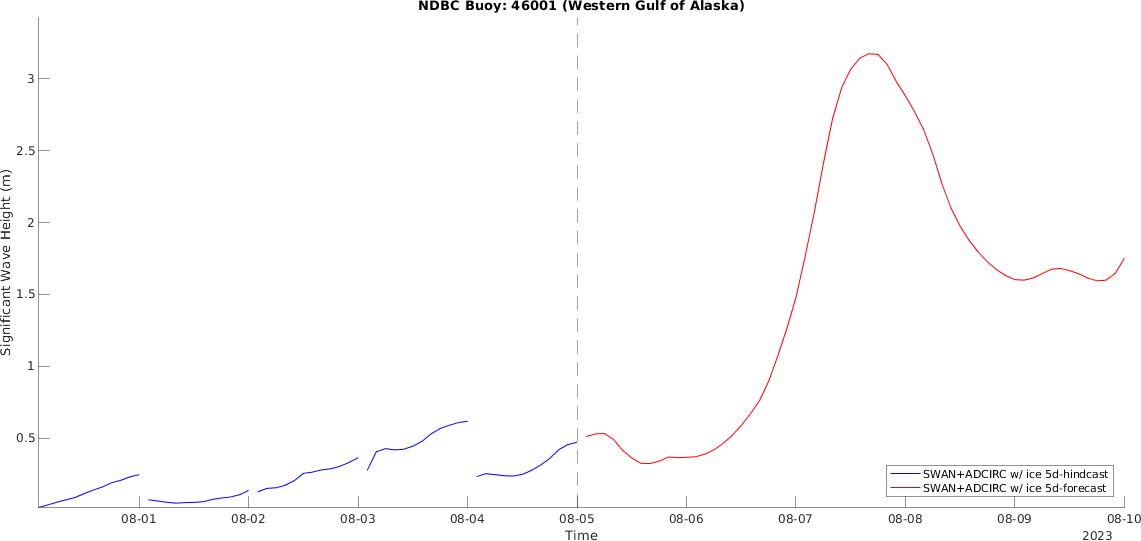 NDBC Buoy: 46001 (Western Gulf of Alaska)
Significant Wave Height (m)
3
2.5
2
1.5
1
0.5
SWAN+ADCIRC w/ ice 5d-hindcast
SWAN+ADCIRC w/ ice 5d-forecast
08-01 08-02 08-03 08-04 08-05 08-06 08-07 08-08 08-09 08-10
Time
2023